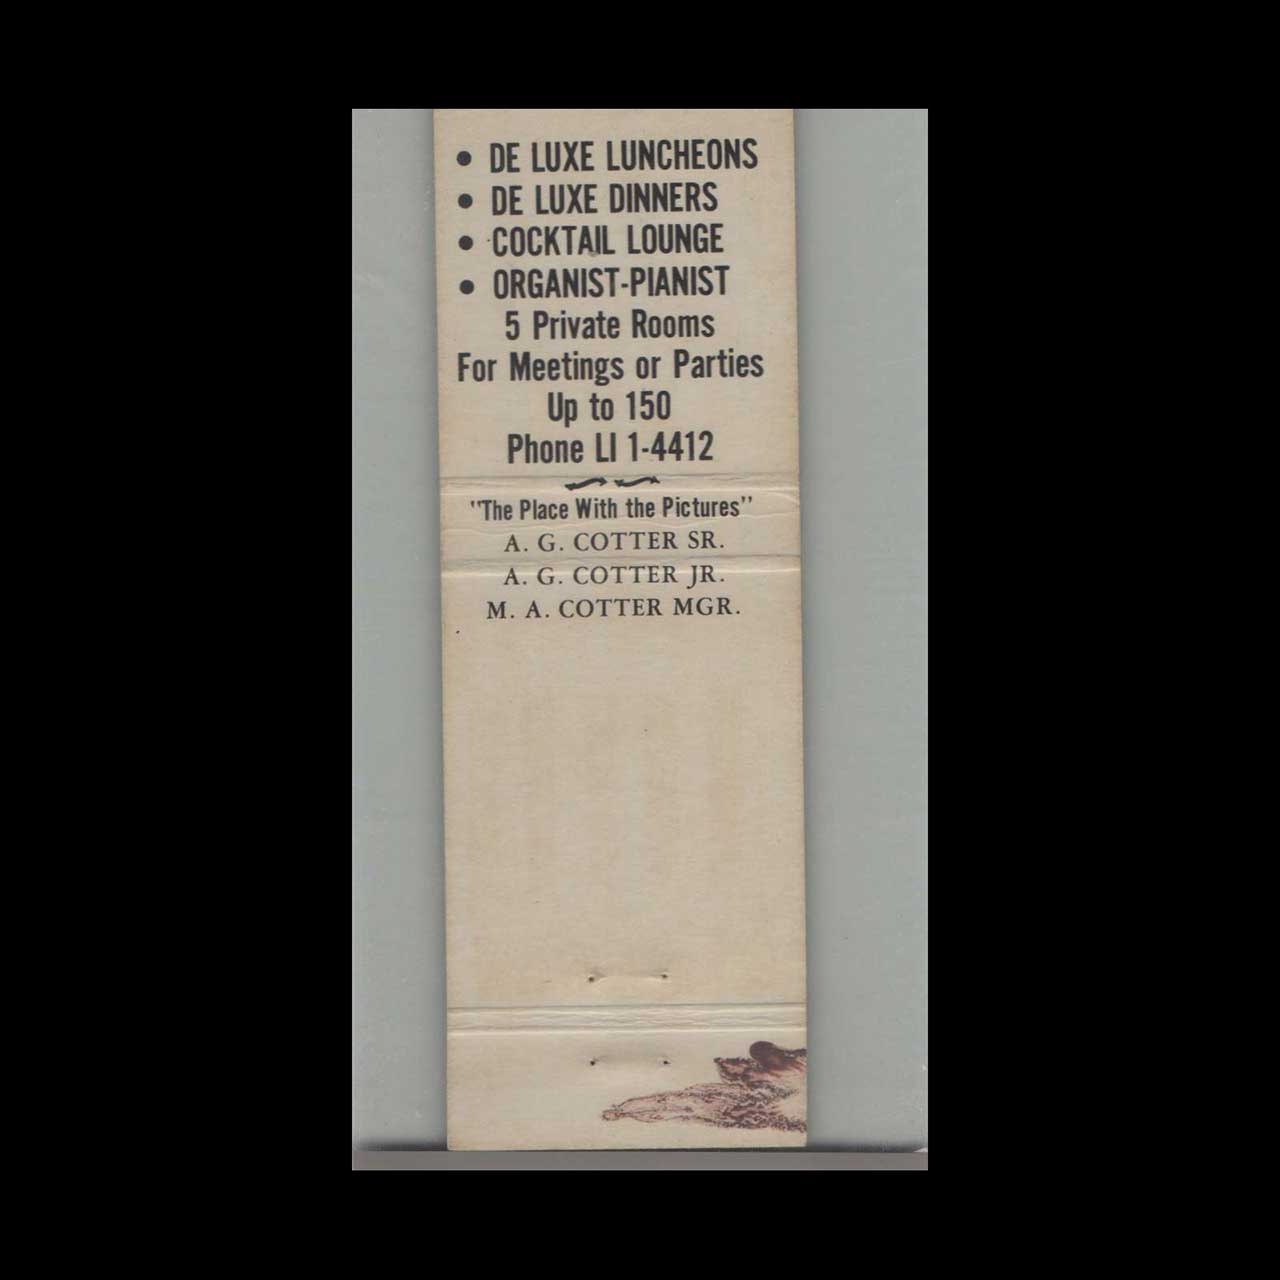 • DE LUXE LUNCHEONS
• DE LUXE DINNERS
• COCKTAIL LOUNGE
• ORGANIST-PIANIST
5 Private Rooms
For Meetings or Parties
Up to 150
Phone LI 1-4412
"The Place With the Pictures"
A. G. COTTER SR.
A. G. COTTER JR.
M. A. COTTER MGR.